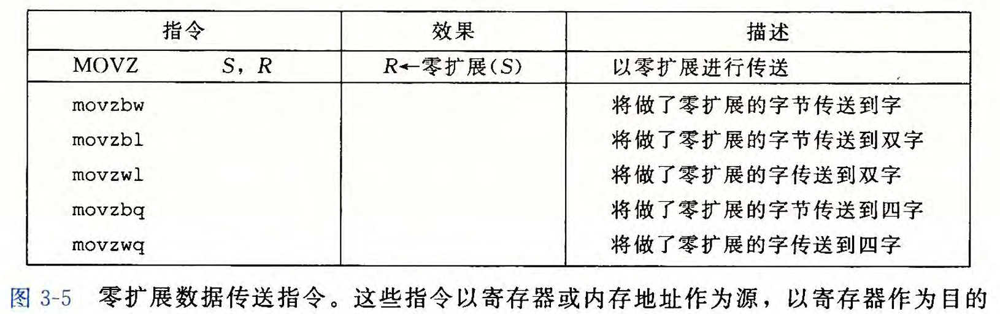 指令 效果 描述
MOVZ S, R R←零扩展(S) 以零扩展进行传送
movzbw 将做了零扩展的字节传送到字
movzbl 将做了零扩展的字节传送到双字
movzwl 将做了零扩展的字传送到双字
movzbq 将做了零扩展的字节传送到四字
movzwq 将做了零扩展的字传送到四字
图 3-5 零扩展数据传送指令。这些指令以寄存器或内存地址作为源，以寄存器作为目的